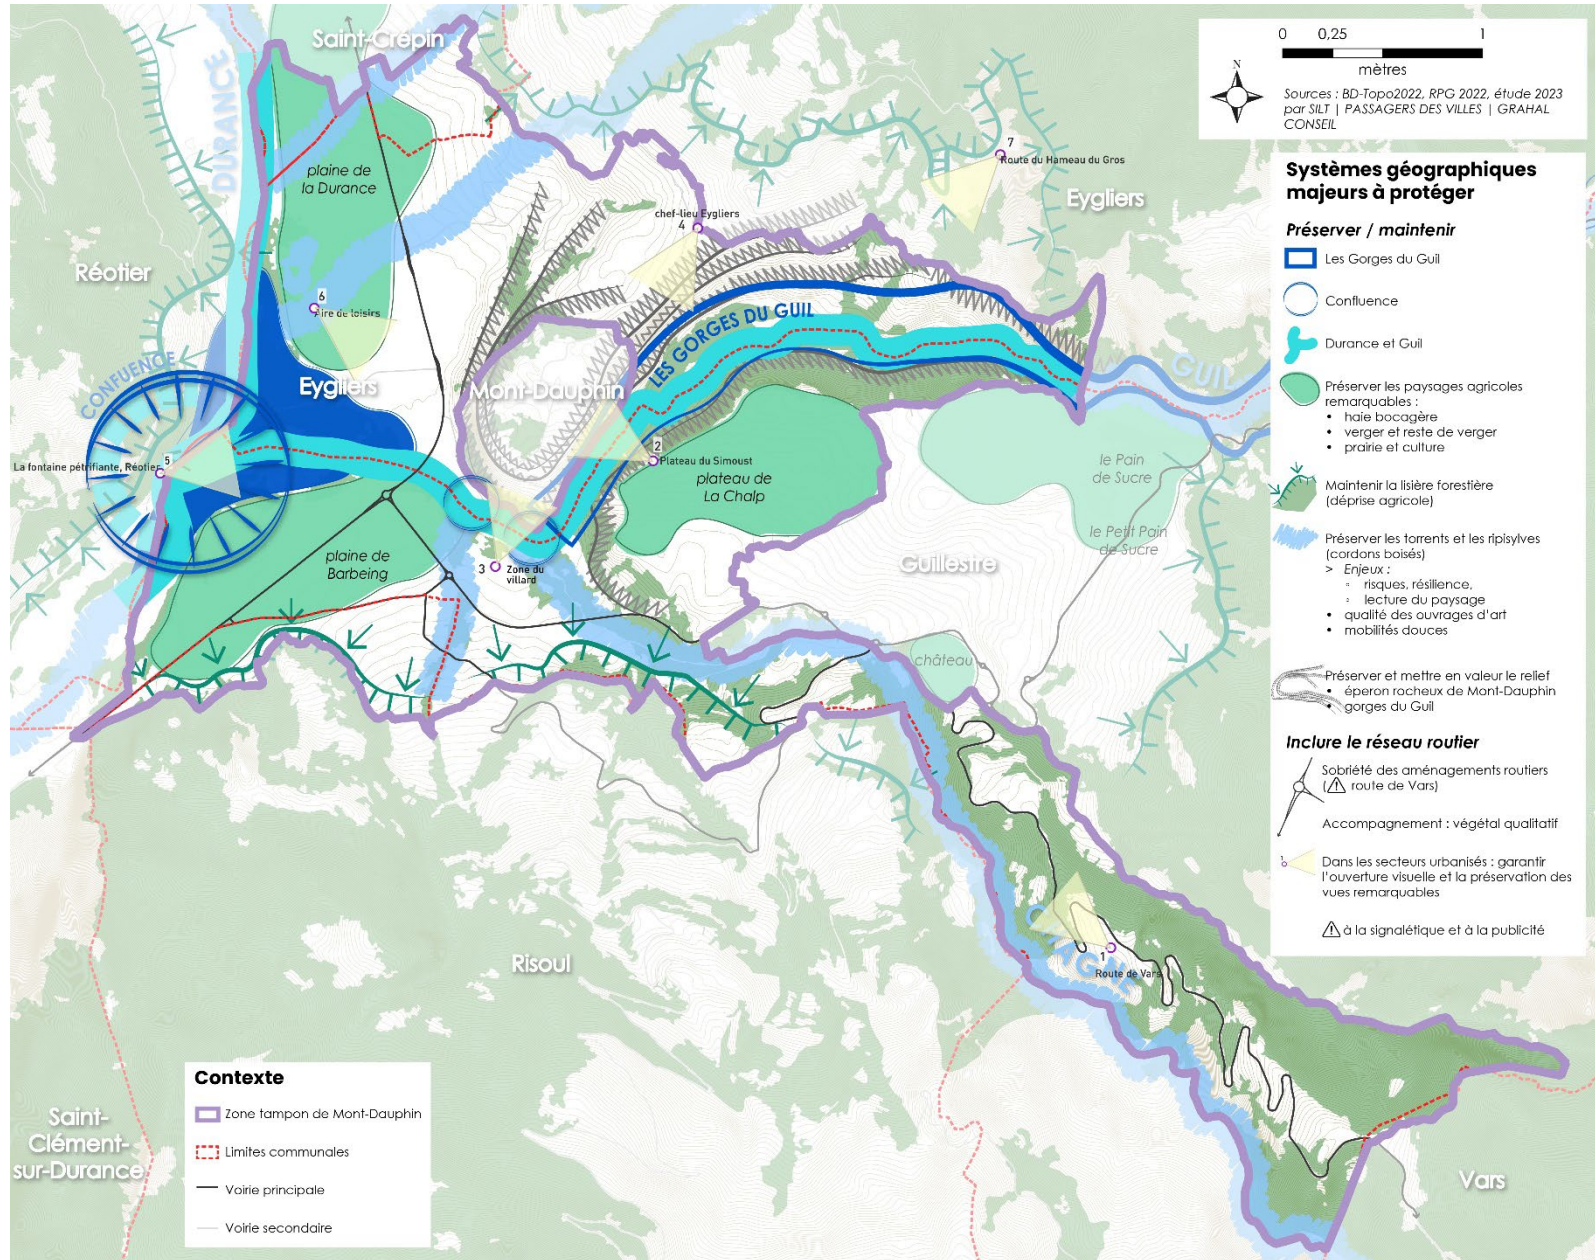 Saint-Crépin
DURANCE
plaine de
la Durance
Réotier
6
Aire de loisirs
CONFUENCE
Eygliers
chef-lieu Eygliers
4
7
Route du Hameau du Gros
Eygliers
LES GORGES DU GUIL
Mont-Dauphin
GUIL
La fontaine pétrifiante, Réotier
5
2
Plateau du Simoust
plateau de
La Chalp
le Pain
de Sucre
le Petit Pain
de Sucre
Guillestre
plaine de
Barbeing
3
Zone du
villard
château
1
Route de Vars
Risoul
Saint-
Clément-
sur-Durance
Vars
0 0,25 1
mètres
N
Sources : BD-Topo2022, RPG 2022, étude 2023
par SILT | PASSAGERS DES VILLES | GRAHAL
CONSEIL
Systèmes géographiques
majeurs à protéger
Préserver / maintenir
Les Gorges du Guil
Confluence
Durance et Guil
Préserver les paysages agricoles
remarquables :
• haie bocagère
• verger et reste de verger
• prairie et culture
Maintenir la lisière forestière
(déprise agricole)
Préserver les torrents et les ripisylves
(cordons boisés)
> Enjeux :
▫ risques, résilience,
▫ lecture du paysage
• qualité des ouvrages d'art
• mobilités douces
Préserver et mettre en valeur le relief
• éperon rocheux de Mont-Dauphin
• gorges du Guil
Inclure le réseau routier
Sobriété des aménagements routiers
(⚠ route de Vars)
Accompagnement : végétal qualitatif
Dans les secteurs urbanisés : garantir
l'ouverture visuelle et la préservation des
vues remarquables
⚠ à la signalétique et à la publicité
Contexte
Zone tampon de Mont-Dauphin
Limites communales
Voirie principale
Voirie secondaire